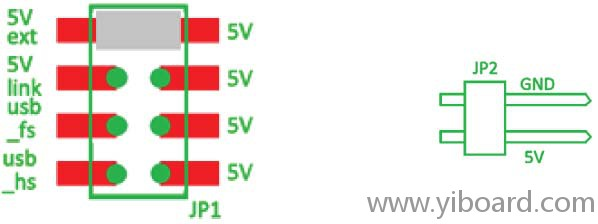 5V
ext
5V
5V
link
5V
usb
_fs
5V
usb
_hs
5V
JP1
JP2
GND
5V
www.yiboard.com